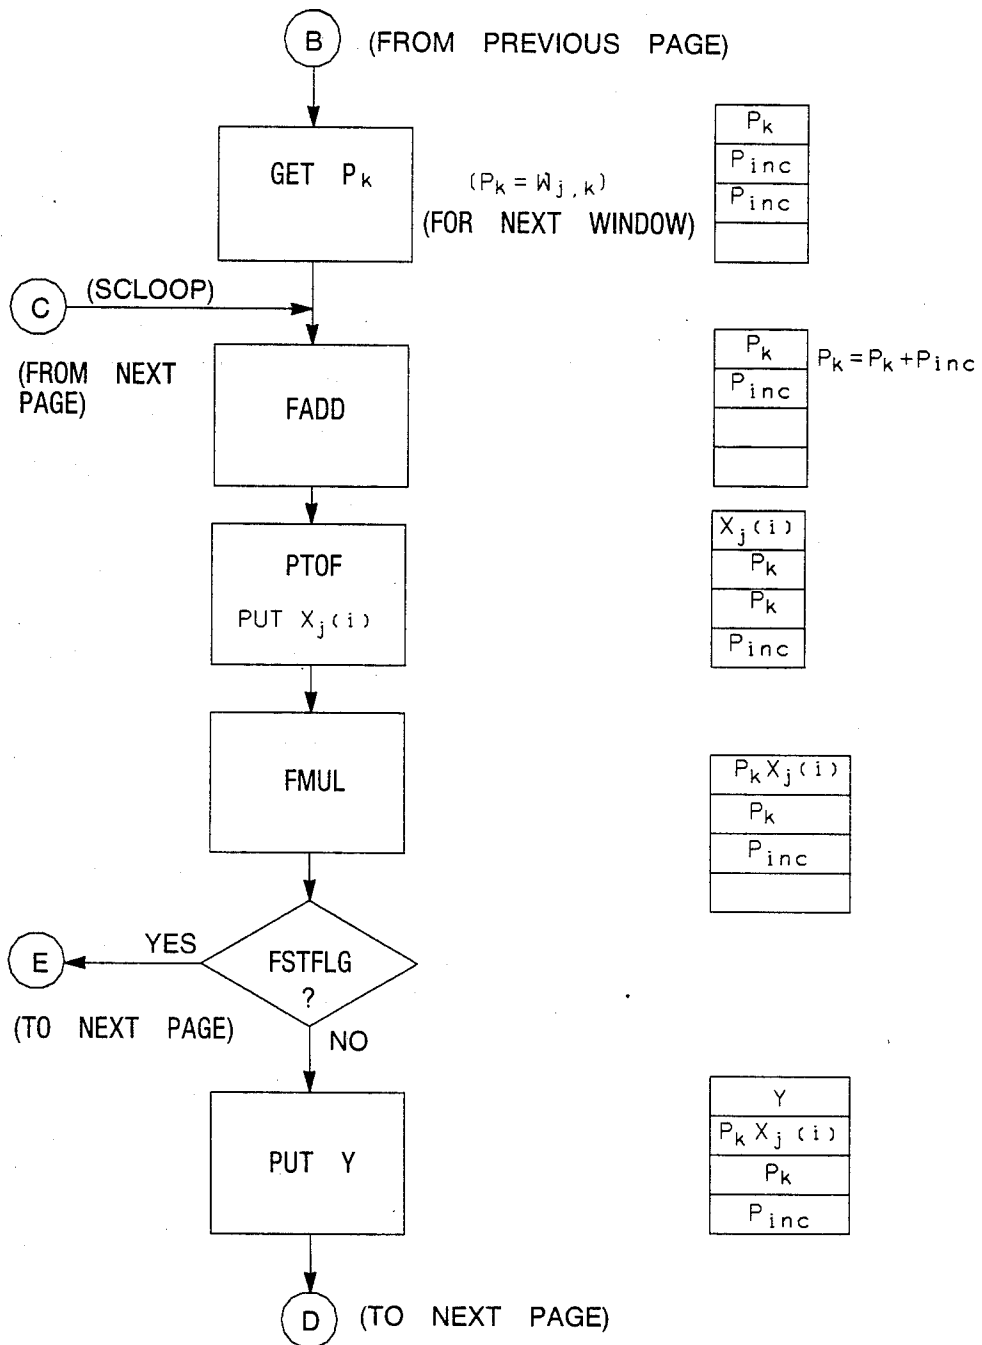 B (FROM PREVIOUS PAGE)
GET Pk
(Pk = Wj,k)
(FOR NEXT WINDOW)
Pk
Pinc
Pinc
C (SCLOOP)
(FROM NEXT
PAGE)
FADD
Pk
Pinc
Pk = Pk + Pinc
PTOF
PUT Xj(i)
Xj(i)
Pk
Pk
Pinc
FMUL
PkXj(i)
Pk
Pinc
FSTFLG
?
YES
E
(TO NEXT PAGE)
NO
PUT Y
Y
PkXj(i)
Pk
Pinc
D (TO NEXT PAGE)